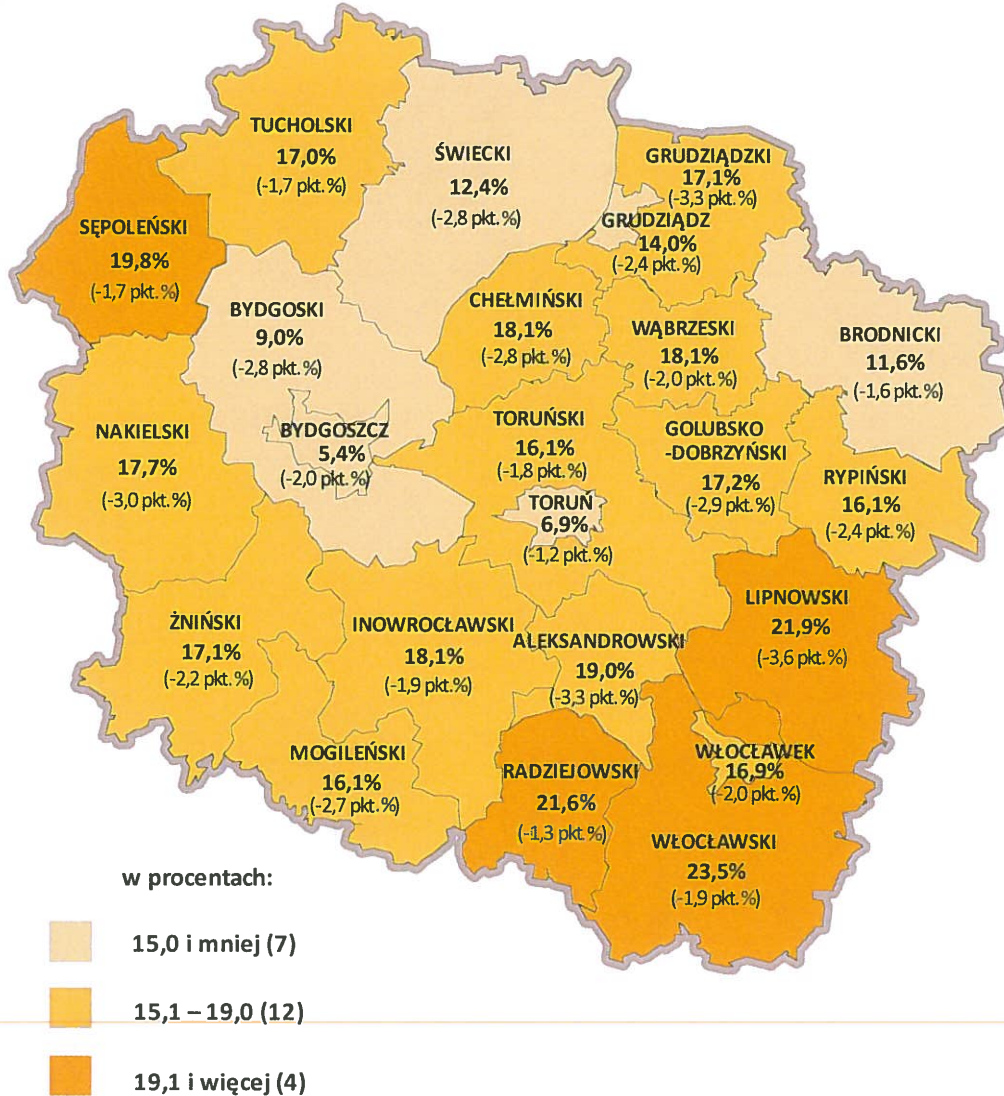 TUCHOLSKI
17,0%
(-1,7 pkt.%)
ŚWIECKI
12,4%
(-2,8 pkt.%)
GRUDZIĄDZKI
17,1%
(-3,3 pkt.%)
GRUDZIĄDZ
14,0%
(-2,4 pkt.%)
SĘPOLEŃSKI
19,8%
(-1,7 pkt.%)
BYDGOSKI
9,0%
(-2,8 pkt.%)
CHEŁMIŃSKI
18,1%
(-2,8 pkt.%)
WĄBRZESKI
18,1%
(-2,0 pkt.%)
BRODNICKI
11,6%
(-1,6 pkt.%)
NAKIELSKI
17,7%
(-3,0 pkt.%)
BYDGOSZCZ
5,4%
(-2,0 pkt.%)
TORUŃSKI
16,1%
(-1,8 pkt.%)
GOLUBSKO
-DOBRZYŃSKI
17,2%
(-2,9 pkt.%)
RYPIŃSKI
16,1%
(-2,4 pkt.%)
TORUŃ
6,9%
(-1,2 pkt.%)
ŻNIŃSKI
17,1%
(-2,2 pkt.%)
INOWROCŁAWSKI
18,1%
(-1,9 pkt.%)
ALEKSANDROWSKI
19,0%
(-3,3 pkt.%)
LIPNOWSKI
21,9%
(-3,6 pkt.%)
MOGILEŃSKI
16,1%
(-2,7 pkt.%)
RADZIEJOWSKI
21,6%
(-1,3 pkt.%)
WŁOCŁAWEK
16,9%
(-2,0 pkt.%)
WŁOCŁAWSKI
23,5%
(-1,9 pkt.%)
w procentach:
15,0 i mniej (7)
15,1 – 19,0 (12)
19,1 i więcej (4)